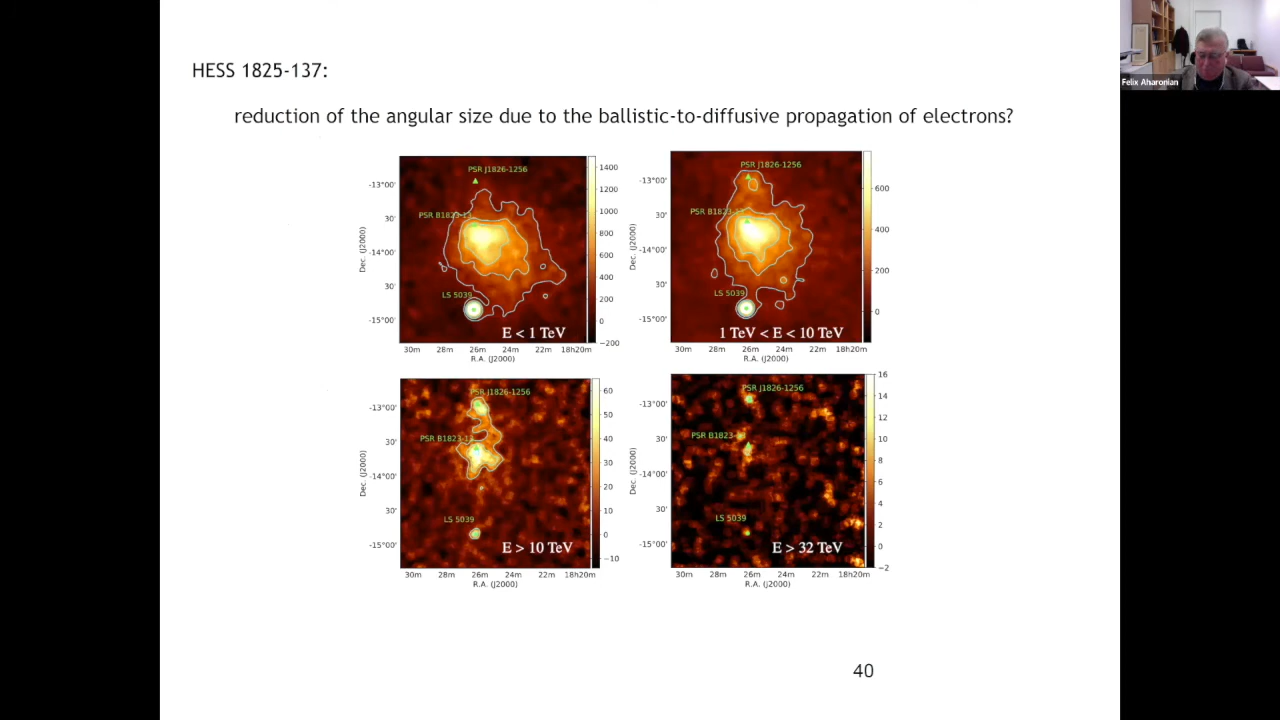 HESS 1825-137:
Felix Aharonian
reduction of the angular size due to the ballistic-to-diffusive propagation of electrons?
PSR J1826-1256
PSR B1823-13
LS 5039
E < 1 TeV
-13°00'
30'
-14°00'
30'
-15°00'
Dec. (J2000)
30m 28m 26m 24m 22m 18h20m
R.A. (J2000)
1400
1200
1000
800
600
400
200
0
−200
PSR J1826-1256
PSR B1823-13
LS 5039
1 TeV < E < 10 TeV
-13°00'
30'
-14°00'
30'
-15°00'
Dec. (J2000)
30m 28m 26m 24m 22m 18h20m
R.A. (J2000)
600
400
200
0
PSR J1826-1256
PSR B1823-13
LS 5039
E > 10 TeV
-13°00'
30'
-14°00'
30'
-15°00'
Dec. (J2000)
30m 28m 26m 24m 22m 18h20m
R.A. (J2000)
60
50
40
30
20
10
0
−10
PSR J1826-1256
PSR B1823-13
LS 5039
E > 32 TeV
-13°00'
30'
-14°00'
30'
-15°00'
Dec. (J2000)
30m 28m 26m 24m 22m 18h20m
R.A. (J2000)
16
14
12
10
8
6
4
2
0
−2
40